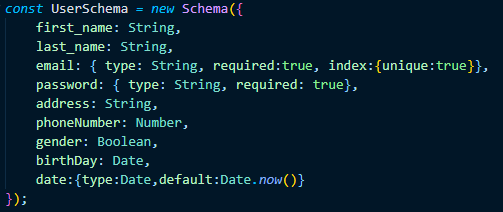 const UserSchema = new Schema({
first_name: String,
last_name: String,
email: { type: String, required:true, index:{unique:true}},
password: { type: String, required: true},
address: String,
phoneNumber: Number,
gender: Boolean,
birthDay: Date,
date:{type:Date,default:Date.now()}
});